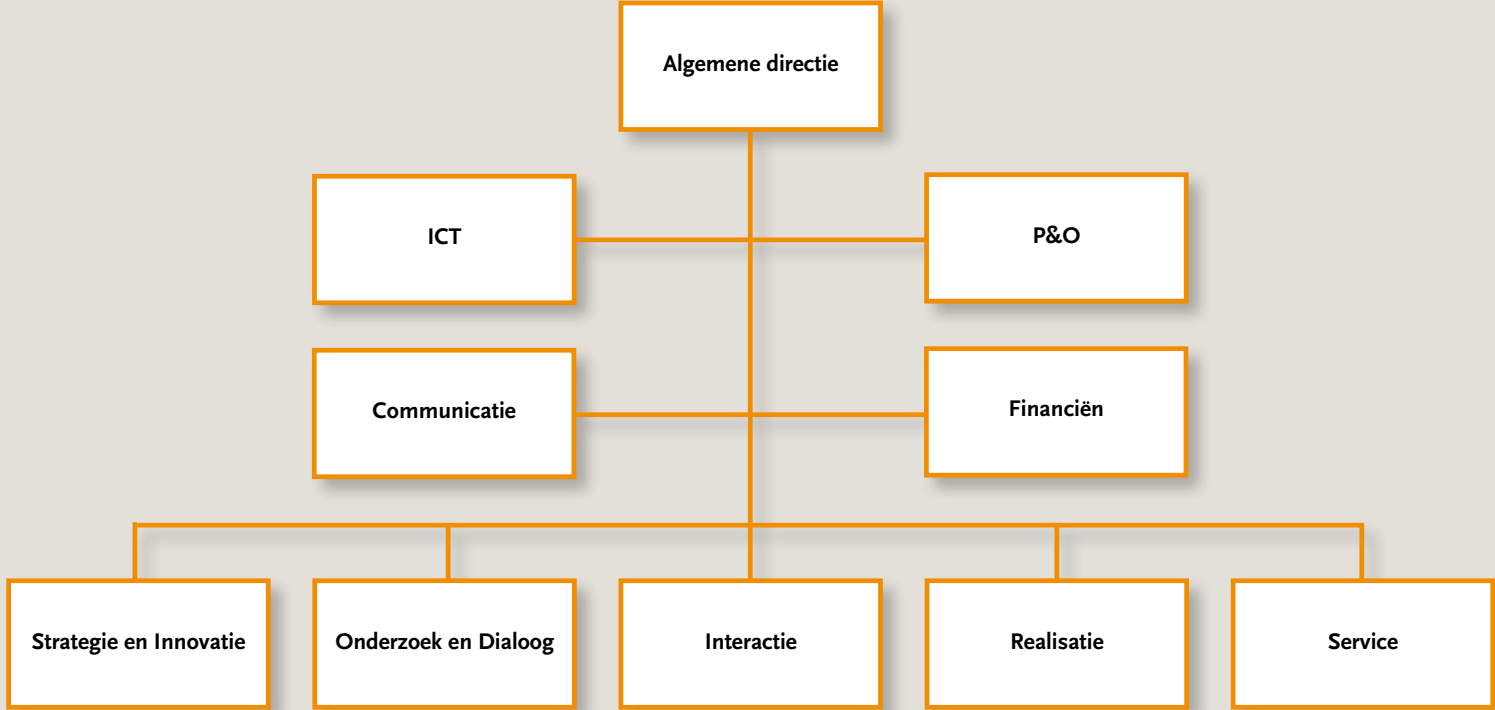 Algemene directie
ICT
P&O
Communicatie
Financiën
Strategie en Innovatie
Onderzoek en Dialoog
Interactie
Realisatie
Service